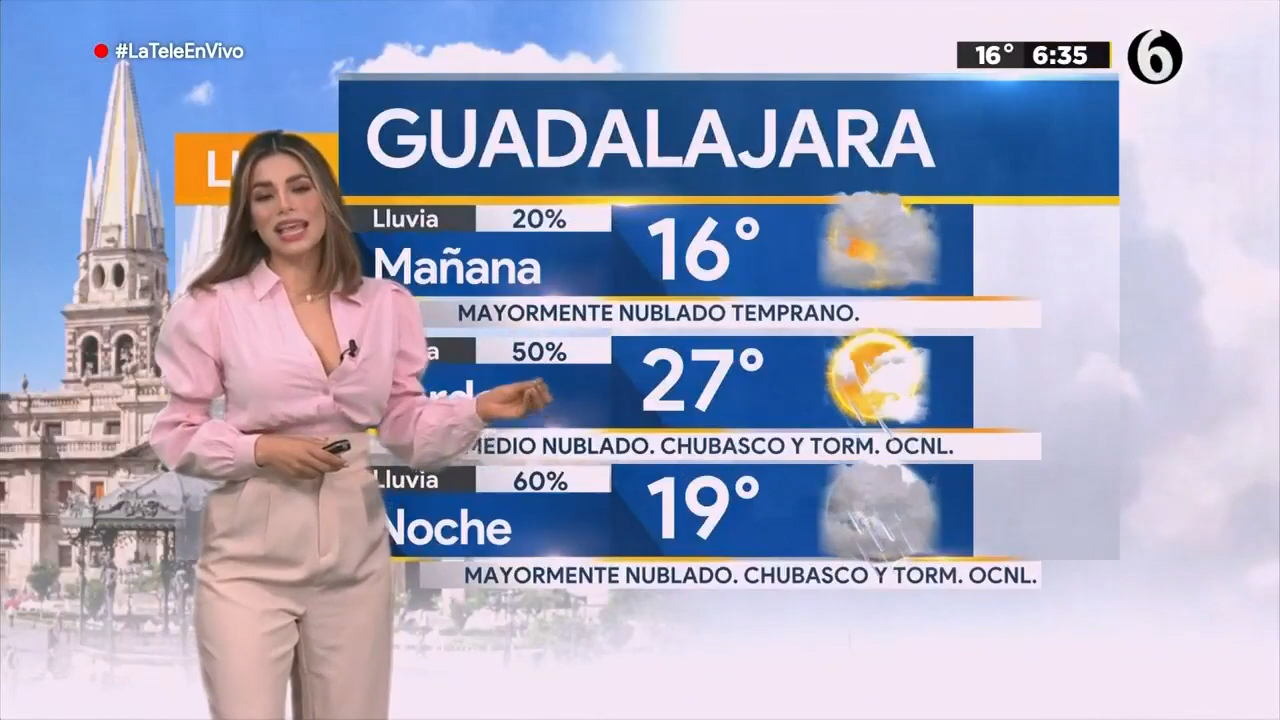 #LaTeleEnVivo
16° 6:35
6
GUADALAJARA
Lluvia 20%
Mañana 16°
MAYORMENTE NUBLADO TEMPRANO.
50%
27°
MEDIO NUBLADO. CHUBASCO Y TORM. OCNL.
Lluvia 60%
Noche 19°
MAYORMENTE NUBLADO. CHUBASCO Y TORM. OCNL.